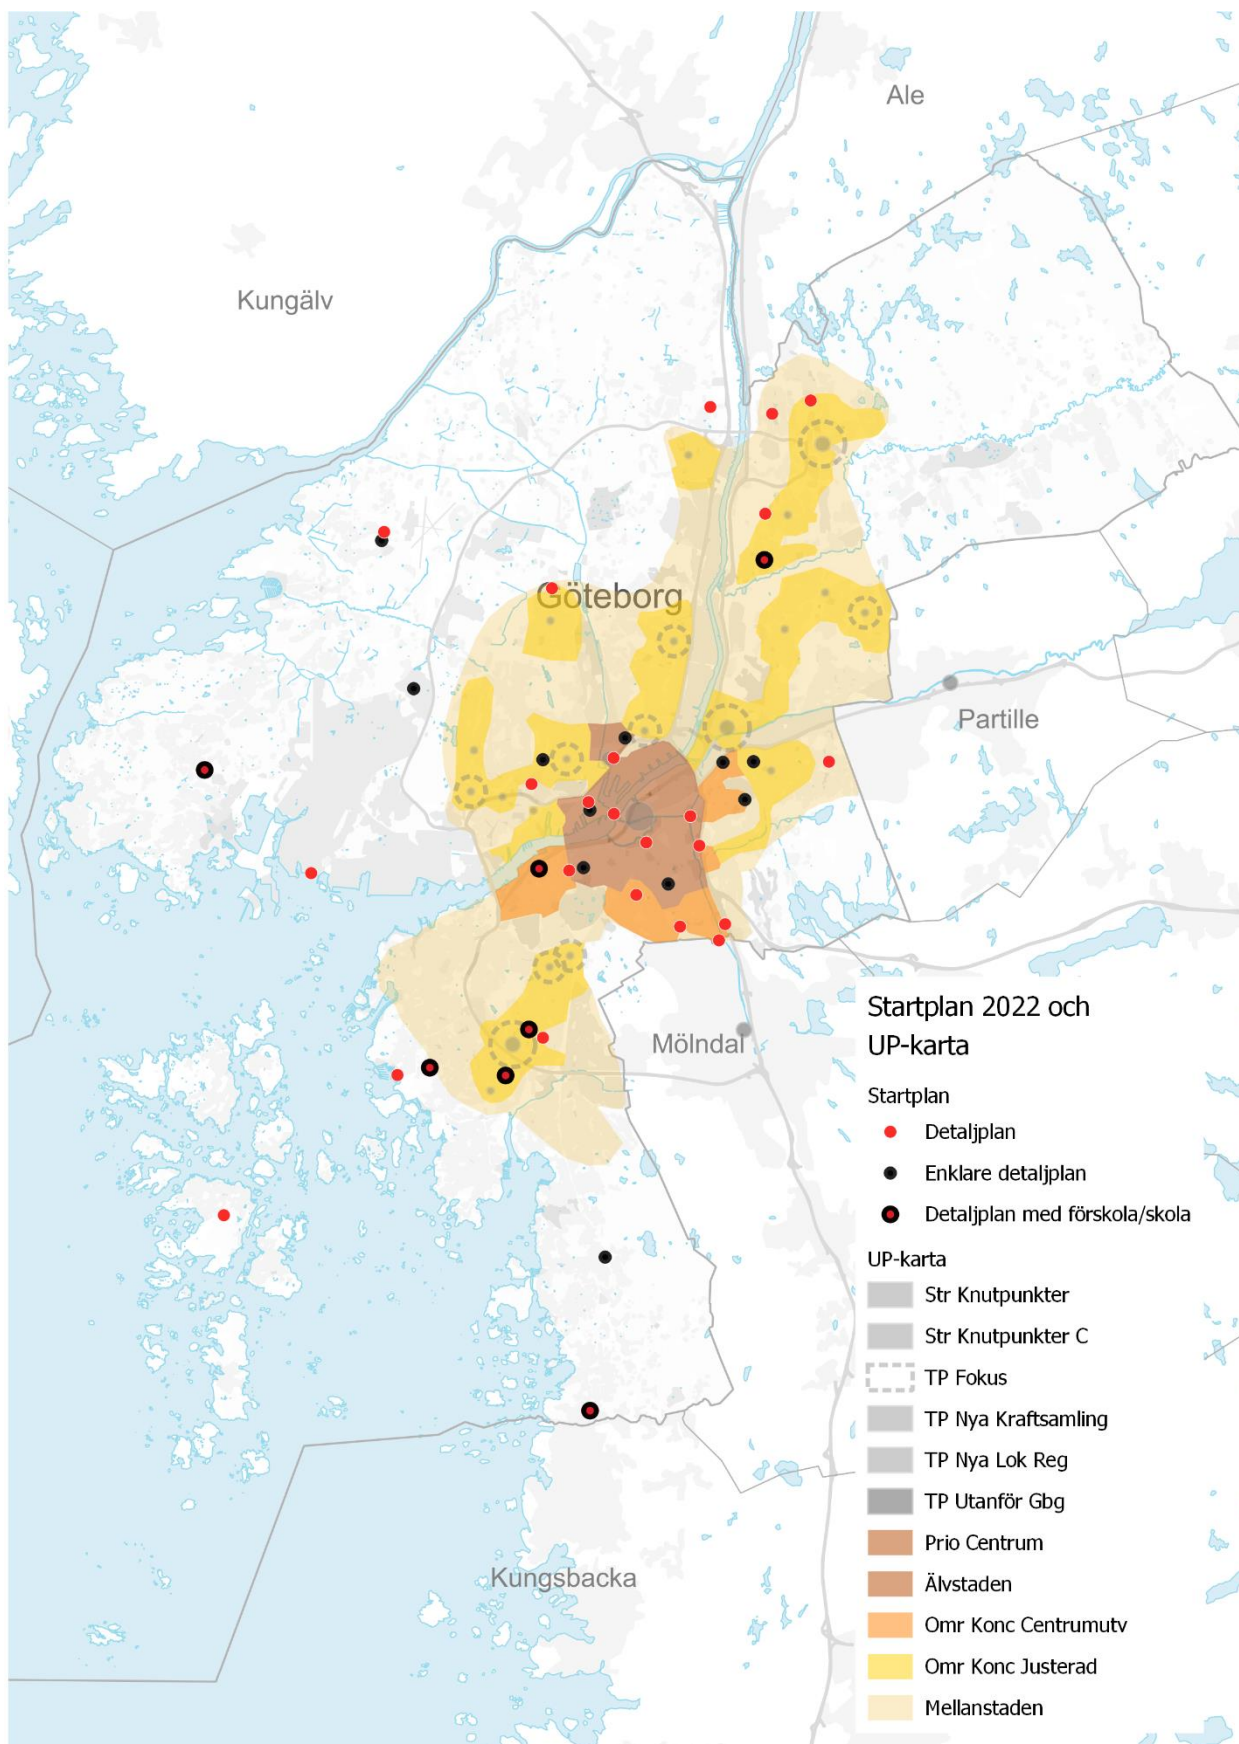 Ale
Kungälv
Göteborg
Partille
Mölndal
Kungsbacka
Startplan 2022 och
UP-karta
Startplan
Detaljplan
Enklare detaljplan
Detaljplan med förskola/skola
UP-karta
Str Knutpunkter
Str Knutpunkter C
TP Fokus
TP Nya Kraftsamling
TP Nya Lok Reg
TP Utanför Gbg
Prio Centrum
Älvstaden
Omr Konc Centrumutv
Omr Konc Justerad
Mellanstaden